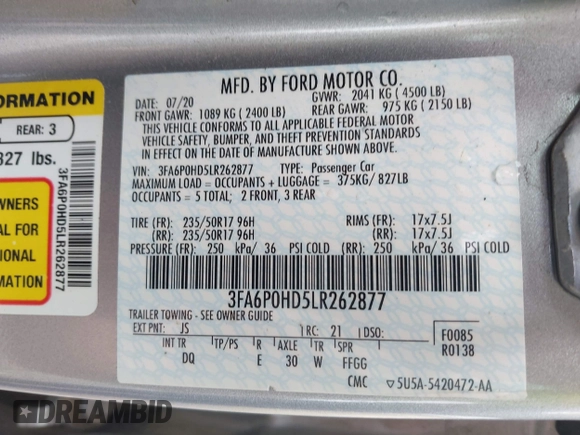 ORMATION
REAR: 3
327 lbs.
3FA6P0HD5LR262877
OWNERS
AL FOR
TIONAL
MFD. BY FORD MOTOR CO.
DATE: 07/20 GVWR: 2041 KG ( 4500 LB)
FRONT GAWR: 1089 KG ( 2400 LB) REAR GAWR: 975 KG ( 2150 LB)
THIS VEHICLE CONFORMS TO ALL APPLICABLE FEDERAL MOTOR
VEHICLE SAFETY, BUMPER, AND THEFT PREVENTION STANDARDS
IN EFFECT ON THE DATE OF MANUFACTURE SHOWN ABOVE.
VIN: 3FA6P0HD5LR262877 TYPE: Passenger Car
MAXIMUM LOAD = OCCUPANTS + LUGGAGE = 375KG/ 827LB
OCCUPANTS = 5 TOTAL; 2 FRONT, 3 REAR
TIRE (FR): 235/50R17 96H RIMS (FR): 17x7.5J
(RR): 235/50R17 96H (RR): 17x7.5J
PRESSURE (FR): 250 kPa/ 36 PSI COLD (RR): 250 kPa/ 36 PSI COLD
3FA6P0HD5LR262877
TRAILER TOWING - SEE OWNER GUIDE
EXT PNT: JS RC: 21 DSO: F0085
INT TR TP/PS R AXLE TR SPR R0138
DQ E 30 W FFGG
CMC 5U5A-5420472-AA
DREAMBID